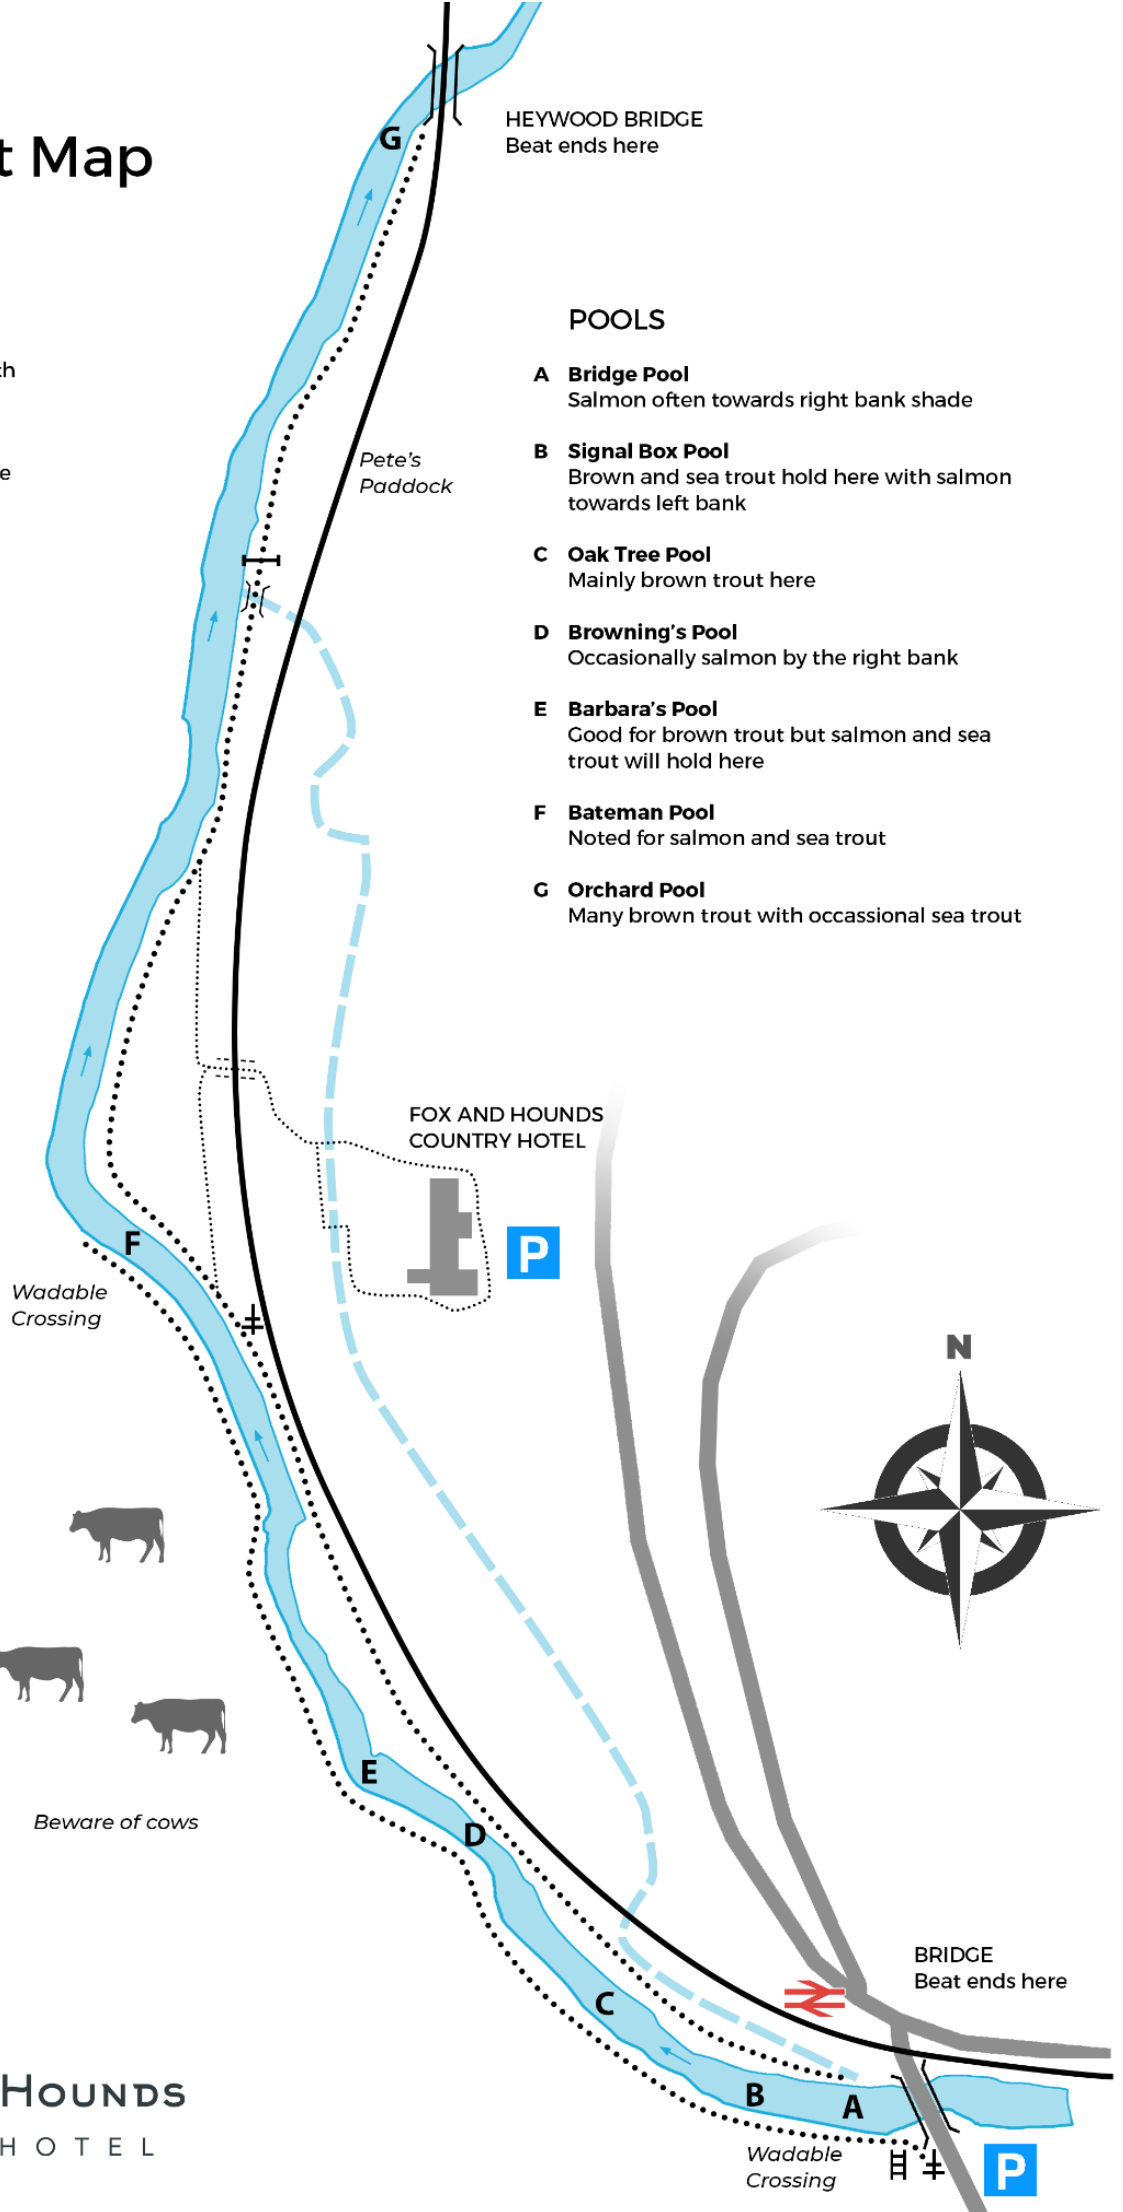 HEYWOOD BRIDGE
Beat ends here
G
t Map
POOLS
th
A Bridge Pool
Salmon often towards right bank shade
B Signal Box Pool
Brown and sea trout hold here with salmon
towards left bank
Pete's
Paddock
e
C Oak Tree Pool
Mainly brown trout here
D Browning's Pool
Occasionally salmon by the right bank
E Barbara's Pool
Good for brown trout but salmon and sea
trout will hold here
F Bateman Pool
Noted for salmon and sea trout
G Orchard Pool
Many brown trout with occassional sea trout
FOX AND HOUNDS
COUNTRY HOTEL
P
F
Wadable
Crossing
N
E
Beware of cows
D
BRIDGE
Beat ends here
C
B
A
HOUNDS
HOTEL
Wadable
Crossing
P